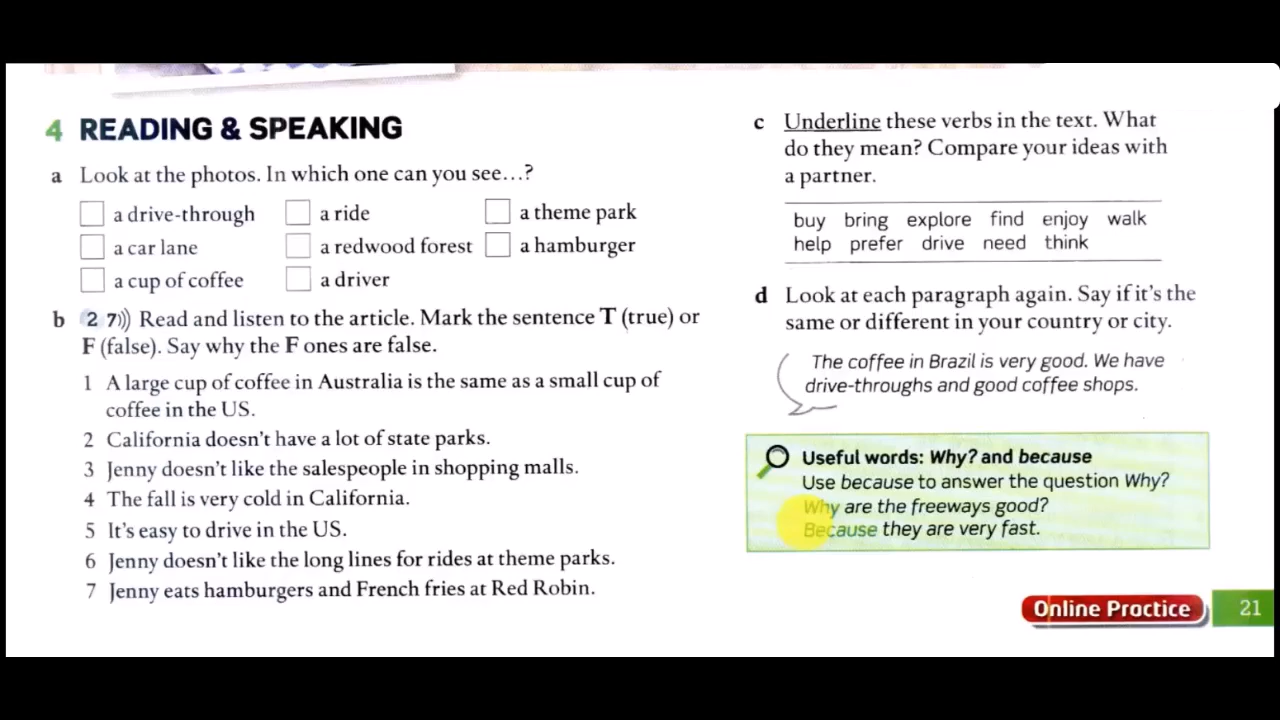 4 READING & SPEAKING
a Look at the photos. In which one can you see...?
a drive-through a ride a theme park
a car lane a redwood forest a hamburger
a cup of coffee a driver
b 2 7)) Read and listen to the article. Mark the sentence T (true) or
F (false). Say why the F ones are false.
1 A large cup of coffee in Australia is the same as a small cup of
coffee in the US.
2 California doesn't have a lot of state parks.
3 Jenny doesn't like the salespeople in shopping malls.
4 The fall is very cold in California.
5 It's easy to drive in the US.
6 Jenny doesn't like the long lines for rides at theme parks.
7 Jenny eats hamburgers and French fries at Red Robin.
c Underline these verbs in the text. What
do they mean? Compare your ideas with
a partner.
buy bring explore find enjoy walk
help prefer drive need think
d Look at each paragraph again. Say if it's the
same or different in your country or city.
The coffee in Brazil is very good. We have
drive-throughs and good coffee shops.
Useful words: Why? and because
Use because to answer the question Why?
Why are the freeways good?
Because they are very fast.
Online Practice 21